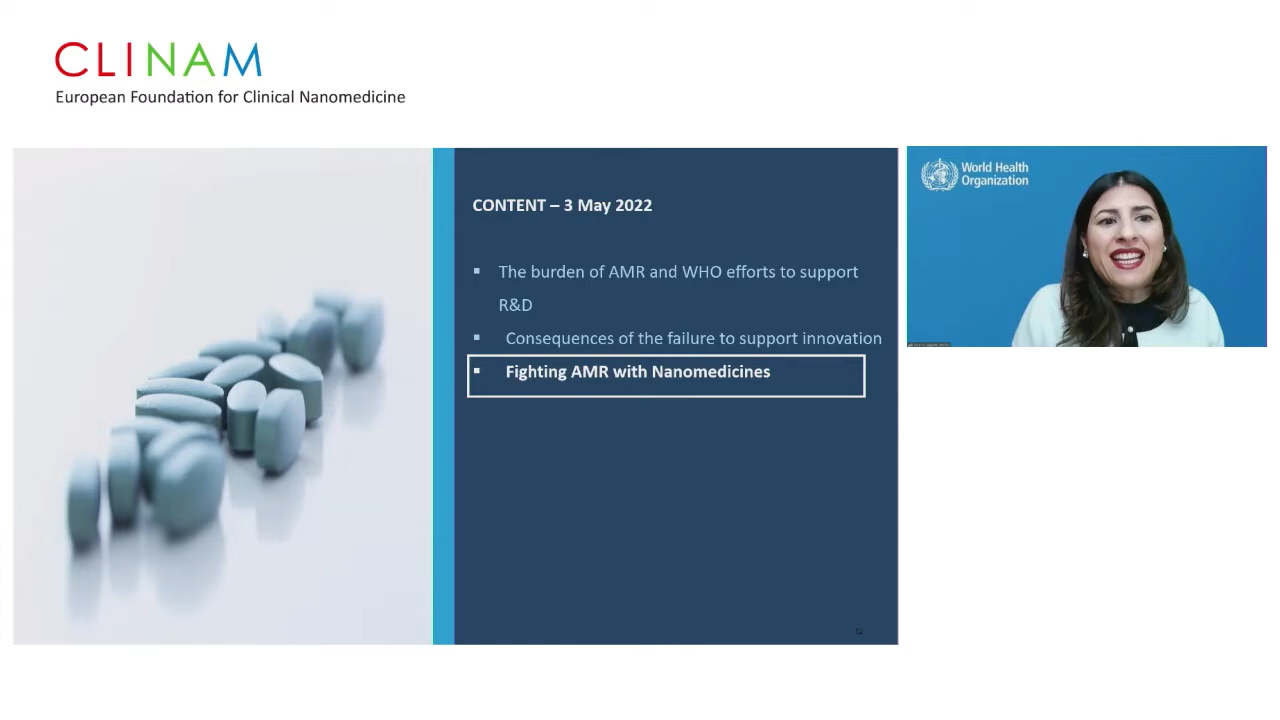 CLINAM
European Foundation for Clinical Nanomedicine
CONTENT – 3 May 2022
▪ The burden of AMR and WHO efforts to support
R&D
▪ Consequences of the failure to support innovation
▪ Fighting AMR with Nanomedicines
12
World Health
Organization